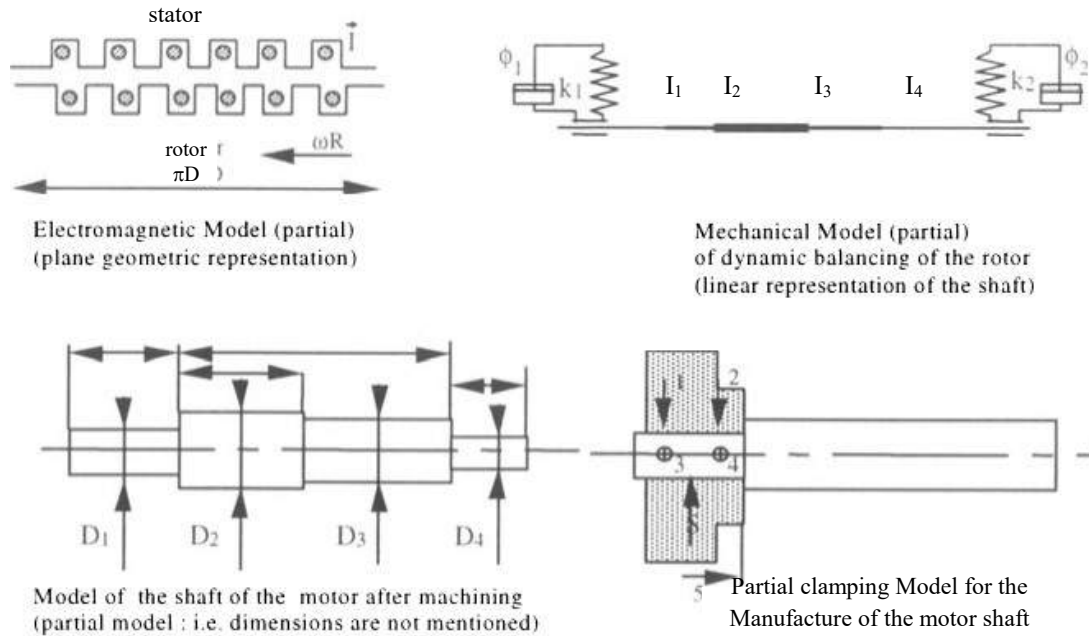 stator
I
rotor
ωR
πD
Electromagnetic Model (partial)
(plane geometric representation)
ϕ1
k1
I1
I2
I3
I4
k2
ϕ2
Mechanical Model (partial)
of dynamic balancing of the rotor
(linear representation of the shaft)
D1
D2
D3
D4
Model of the shaft of the motor after machining
(partial model : i.e. dimensions are not mentioned)
1
2
3
4
5
Partial clamping Model for the
Manufacture of the motor shaft